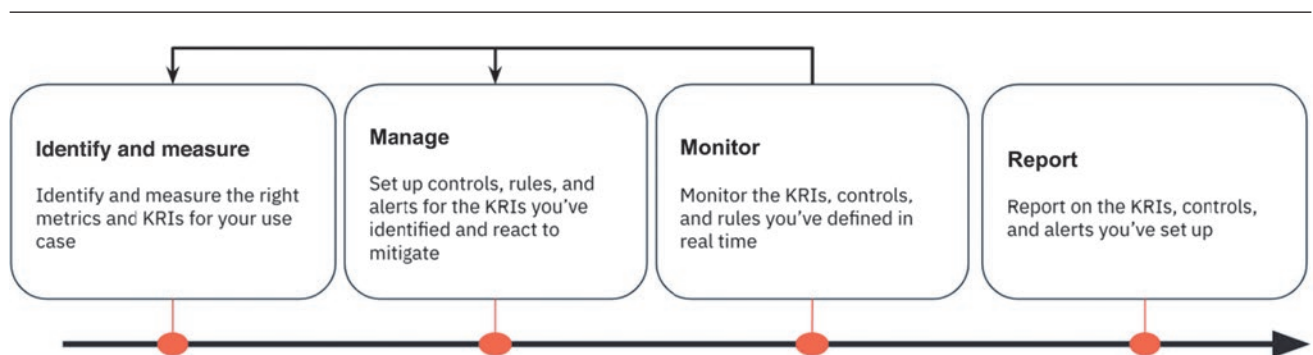 Identify and measure
Identify and measure the right
metrics and KRIs for your use
case
Manage
Set up controls, rules, and
alerts for the KRIs you've
identified and react to
mitigate
Monitor
Monitor the KRIs, controls,
and rules you've defined in
real time
Report
Report on the KRIs, controls,
and alerts you've set up